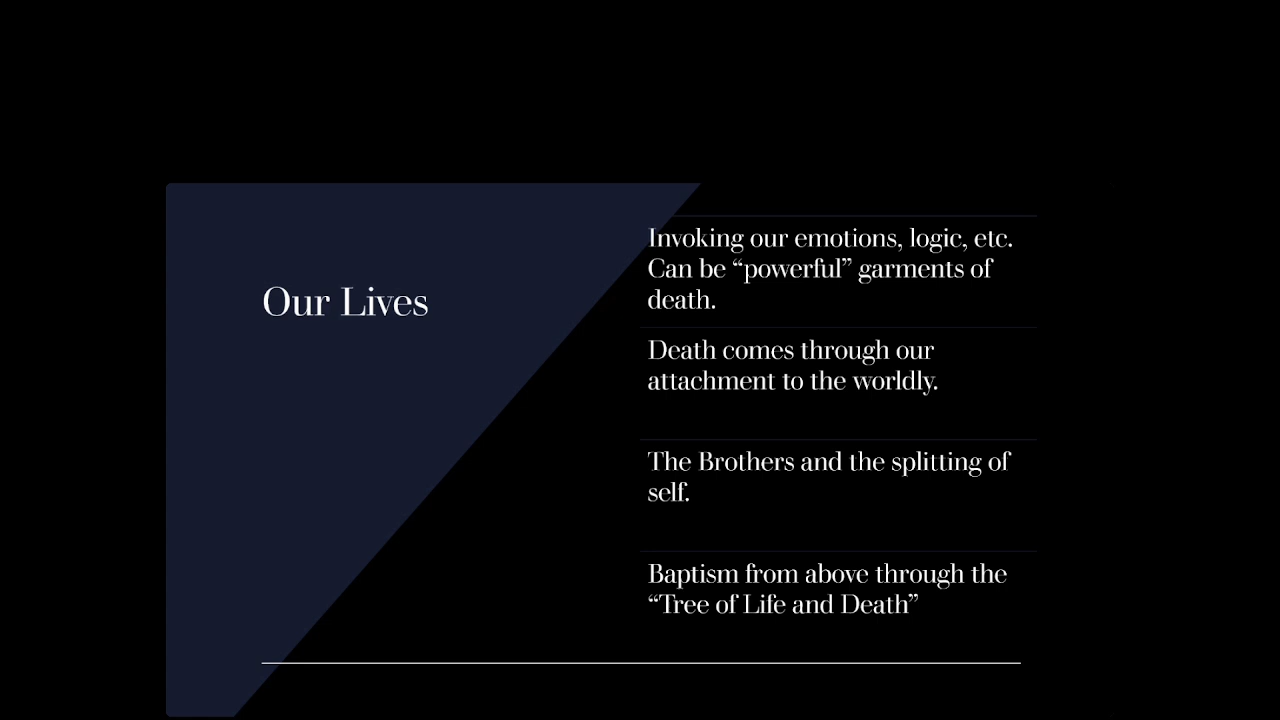 Our Lives
Invoking our emotions, logic, etc.
Can be “powerful” garments of
death.
Death comes through our
attachment to the worldly.
The Brothers and the splitting of
self.
Baptism from above through the
“Tree of Life and Death”